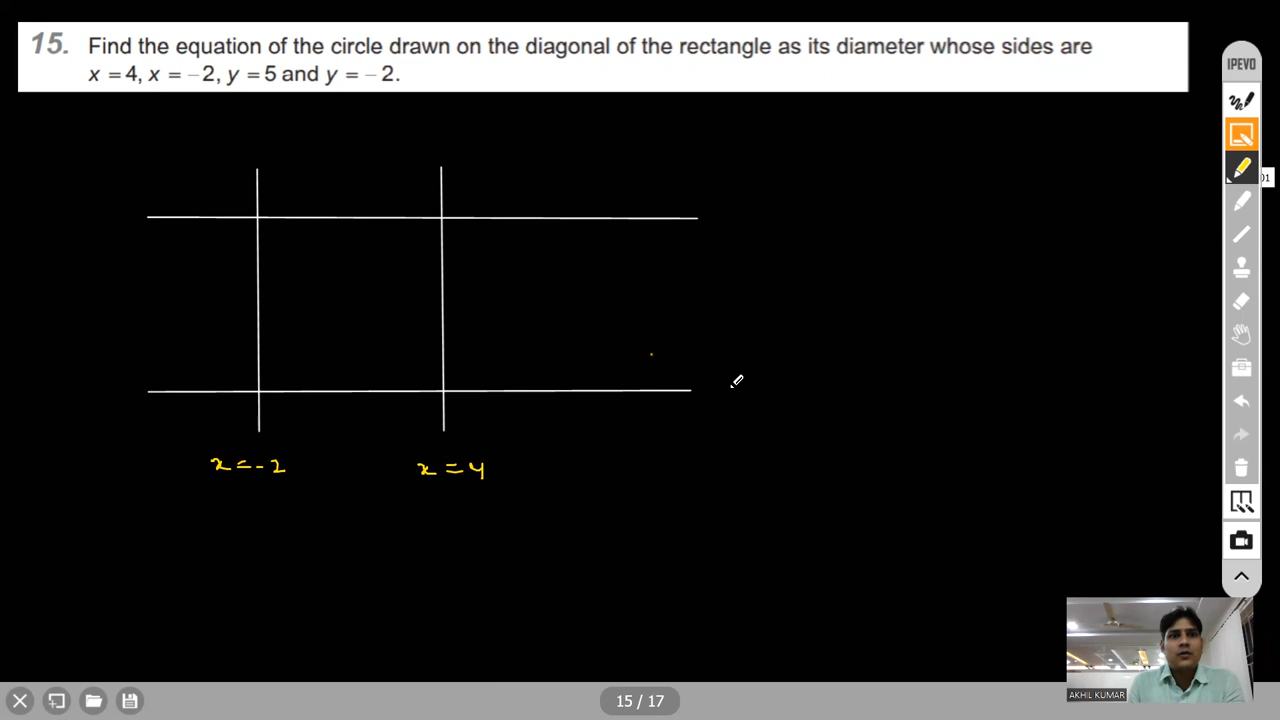 15. Find the equation of the circle drawn on the diagonal of the rectangle as its diameter whose sides are
x = 4, x = −2, y = 5 and y = − 2.
IPEVO
01
x = - 2
x = 4
AKHIL KUMAR
15 / 17